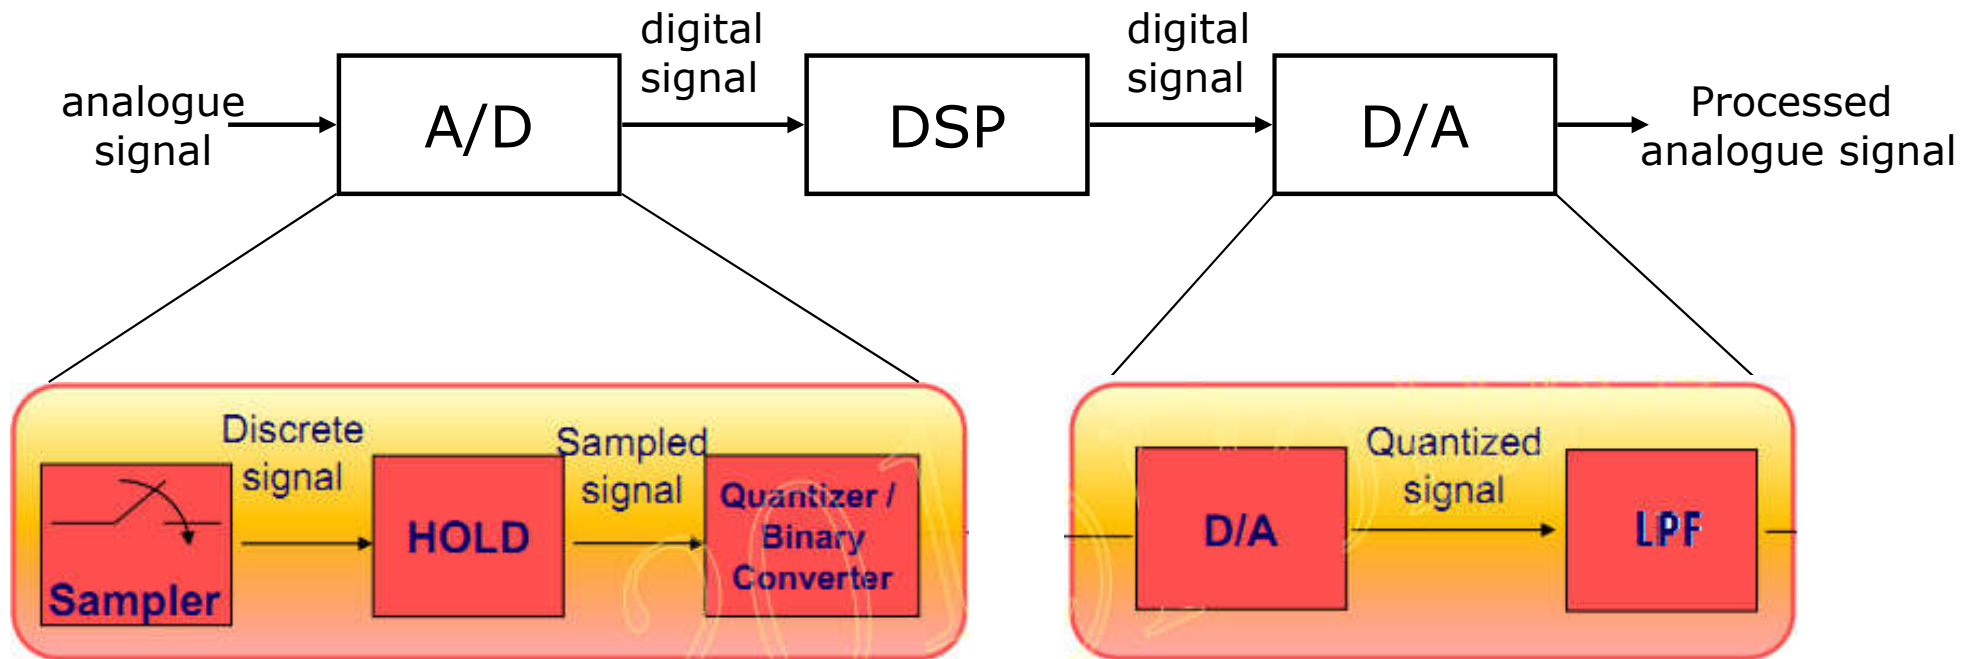 analogue
signal
A/D
digital
signal
DSP
digital
signal
D/A
Processed
analogue signal
Sampler
Discrete
signal
HOLD
Sampled
signal
Quantizer /
Binary
Converter
D/A
Quantized
signal
LPF